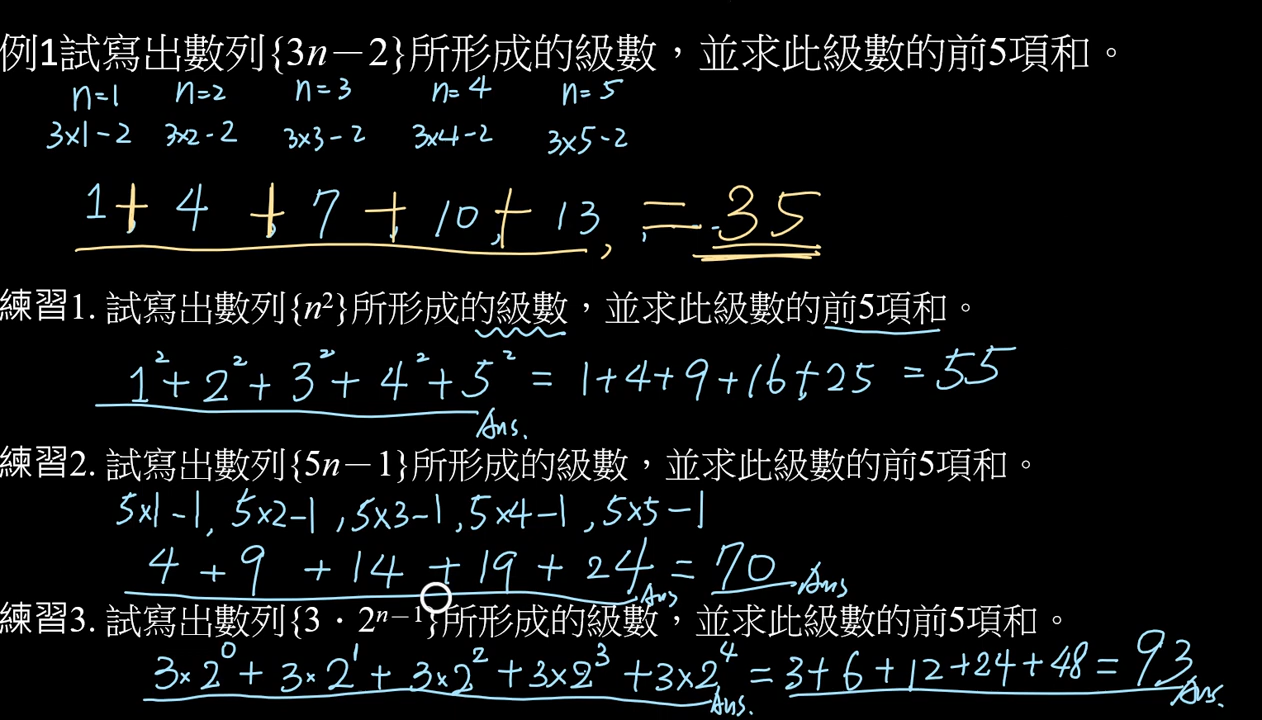 例1試寫出數列{3n－2}所形成的級數，並求此級數的前5項和。
n=1 n=2 n=3 n=4 n=5
3×1-2 3×2-2 3×3-2 3×4-2 3×5-2
1+4+7+10+13, =35
練習1. 試寫出數列{n²}所形成的級數，並求此級數的前5項和。
1²+2²+3²+4²+5² = 1+4+9+16+25 = 55
Ans.
練習2. 試寫出數列{5n－1}所形成的級數，並求此級數的前5項和。
5×1-1, 5×2-1, 5×3-1, 5×4-1, 5×5-1
4+9+14+19+24 Ans = 70 Ans
練習3. 試寫出數列{3·2ⁿ⁻¹}所形成的級數，並求此級數的前5項和。
3×2⁰+3×2¹+3×2²+3×2³+3×2⁴ = 3+6+12+24+48=93
Ans. Ans.